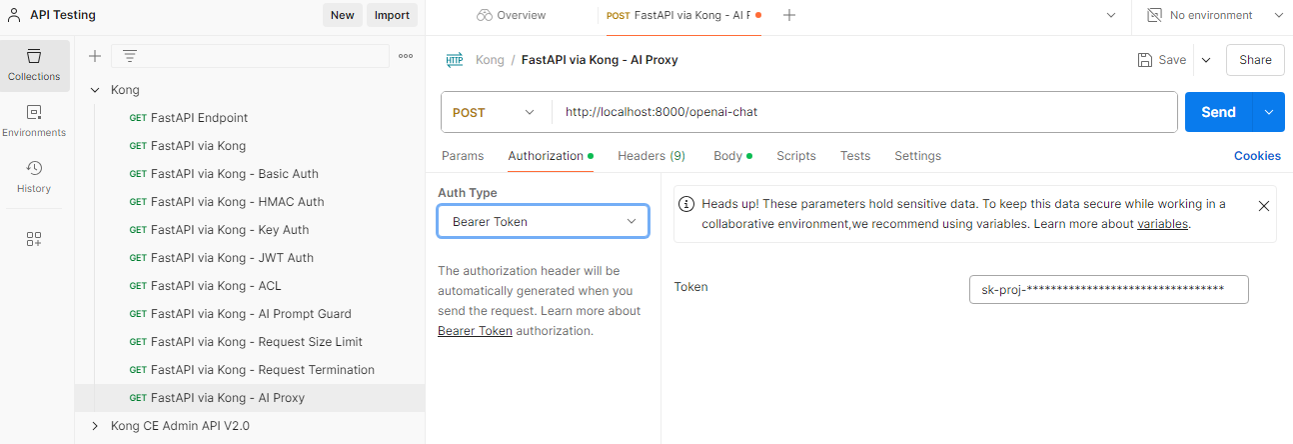 API Testing
New
Import
Overview
POST FastAPI via Kong - AI F
No environment
Collections
Environments
History
Kong
GET FastAPI Endpoint
GET FastAPI via Kong
GET FastAPI via Kong - Basic Auth
GET FastAPI via Kong - HMAC Auth
GET FastAPI via Kong - Key Auth
GET FastAPI via Kong - JWT Auth
GET FastAPI via Kong - ACL
GET FastAPI via Kong - AI Prompt Guard
GET FastAPI via Kong - Request Size Limit
GET FastAPI via Kong - Request Termination
GET FastAPI via Kong - AI Proxy
Kong CE Admin API V2.0
HTTP Kong / FastAPI via Kong - AI Proxy
Save
Share
POST
http://localhost:8000/openai-chat
Send
Params
Authorization
Headers (9)
Body
Scripts
Tests
Settings
Cookies
Auth Type
Bearer Token
The authorization header will be
automatically generated when you
send the request. Learn more about
Bearer Token authorization.
Heads up! These parameters hold sensitive data. To keep this data secure while working in a
collaborative environment,we recommend using variables. Learn more about variables.
Token
sk-proj-*********************************